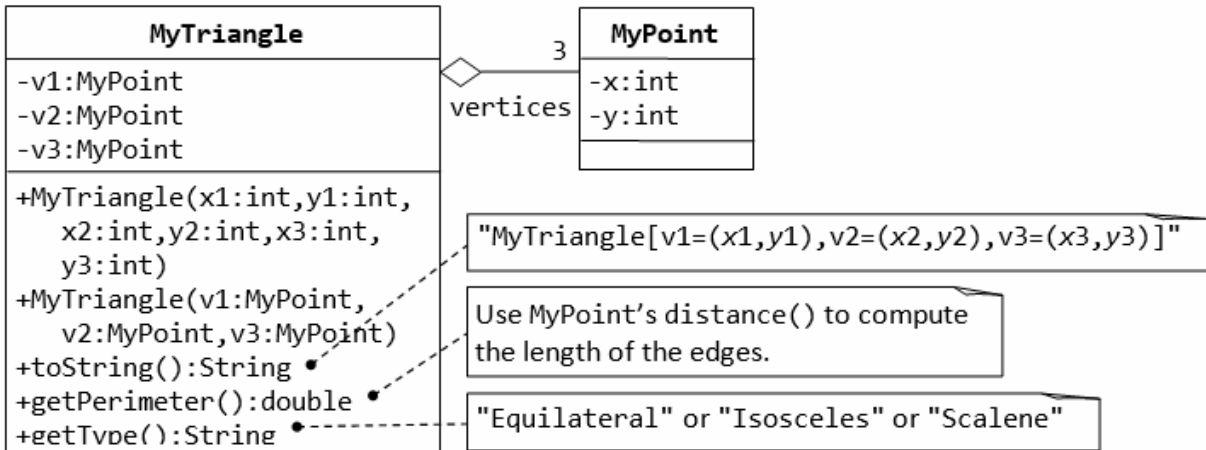 MyTriangle
-v1:MyPoint
-v2:MyPoint
-v3:MyPoint
+MyTriangle(x1:int,y1:int,
x2:int,y2:int,x3:int,
y3:int)
+MyTriangle(v1:MyPoint,
v2:MyPoint,v3:MyPoint)
+toString():String
+getPerimeter():double
+getType():String
3
vertices
MyPoint
-x:int
-y:int
"MyTriangle[v1=(x1,y1),v2=(x2,y2),v3=(x3,y3)]"
Use MyPoint's distance() to compute
the length of the edges.
"Equilateral" or "Isosceles" or "Scalene"